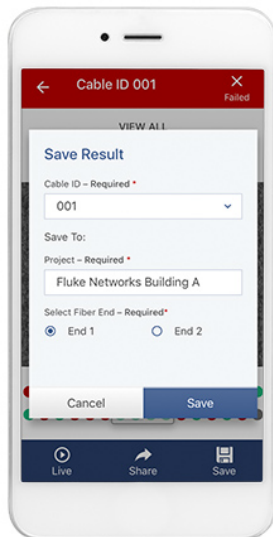 Cable ID 001
Failed
VIEW ALL
Save Result
Cable ID – Required *
001
Save To:
Project – Required *
Fluke Networks Building A
Select Fiber End – Required*
End 1 End 2
Cancel Save
Live Share Save